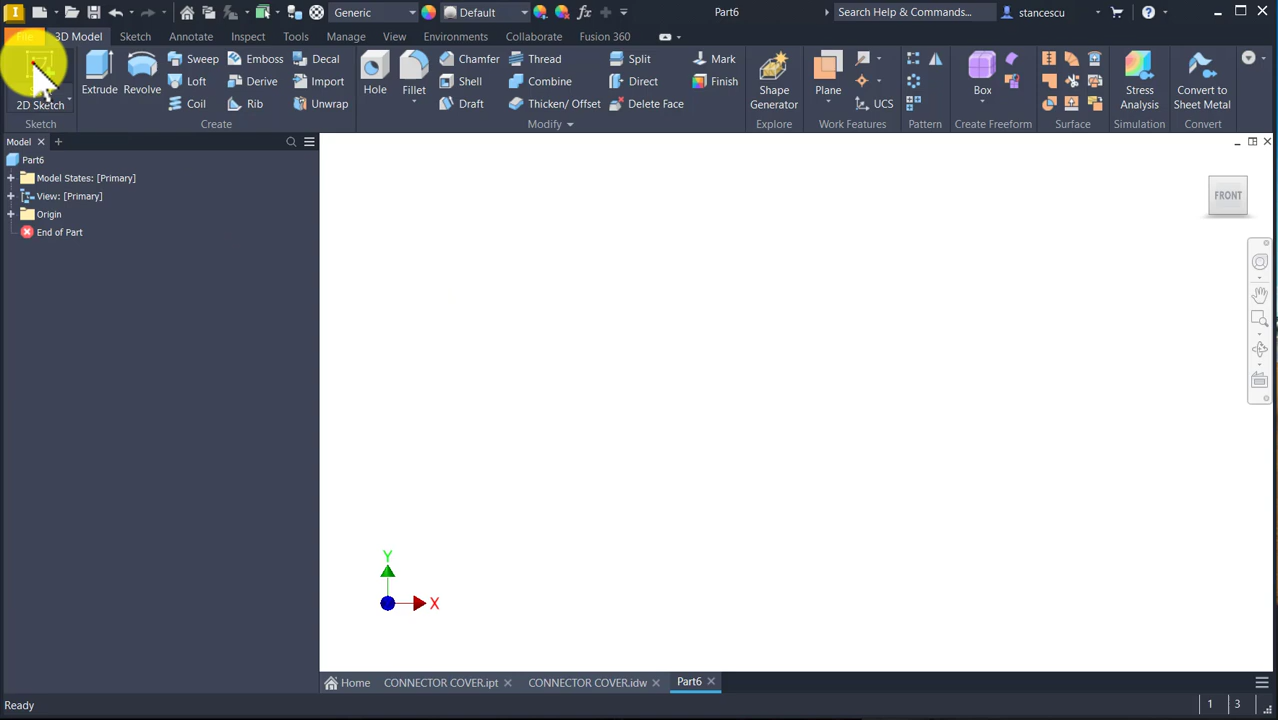 Generic
Default
Part6
Search Help & Commands...
stancescu
File
3D Model
Sketch
Annotate
Inspect
Tools
Manage
View
Environments
Collaborate
Fusion 360
2D Sketch
Sketch
Extrude
Revolve
Sweep
Loft
Coil
Emboss
Derive
Rib
Decal
Import
Unwrap
Create
Hole
Fillet
Chamfer
Shell
Draft
Thread
Combine
Thicken/ Offset
Split
Direct
Delete Face
Modify
Mark
Finish
Shape Generator
Explore
Plane
UCS
Work Features
Pattern
Box
Create Freeform
Surface
Stress Analysis
Simulation
Convert to Sheet Metal
Convert
Model
Part6
Model States: [Primary]
View: [Primary]
Origin
End of Part
FRONT
Y
X
Home
CONNECTOR COVER.ipt
CONNECTOR COVER.idw
Part6
Ready
1
3